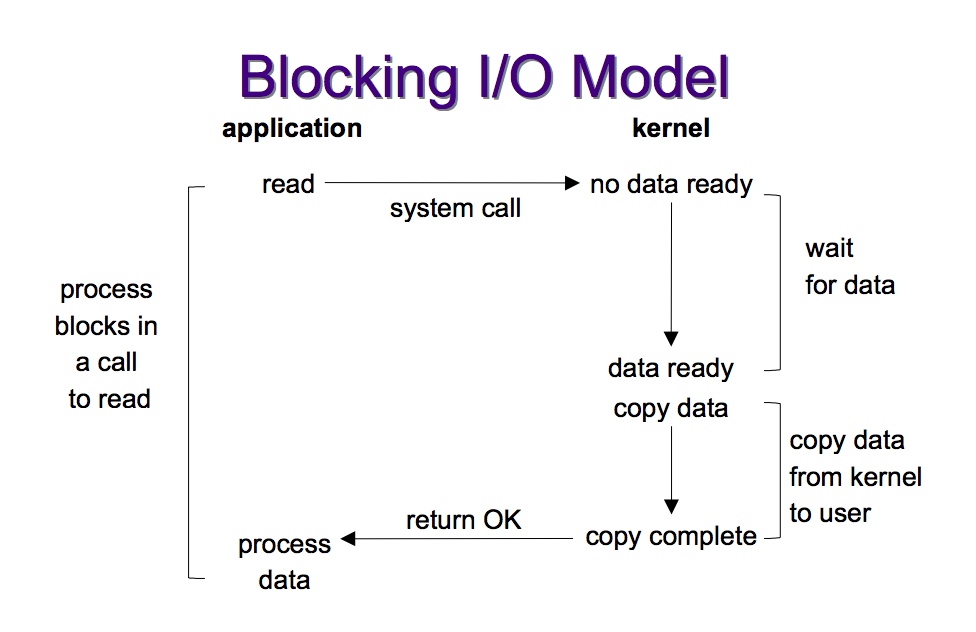 Blocking I/O Model
application
kernel
read
no data ready
system call
wait
for data
process
blocks in
a call
to read
data ready
copy data
copy data
from kernel
to user
return OK
copy complete
process
data